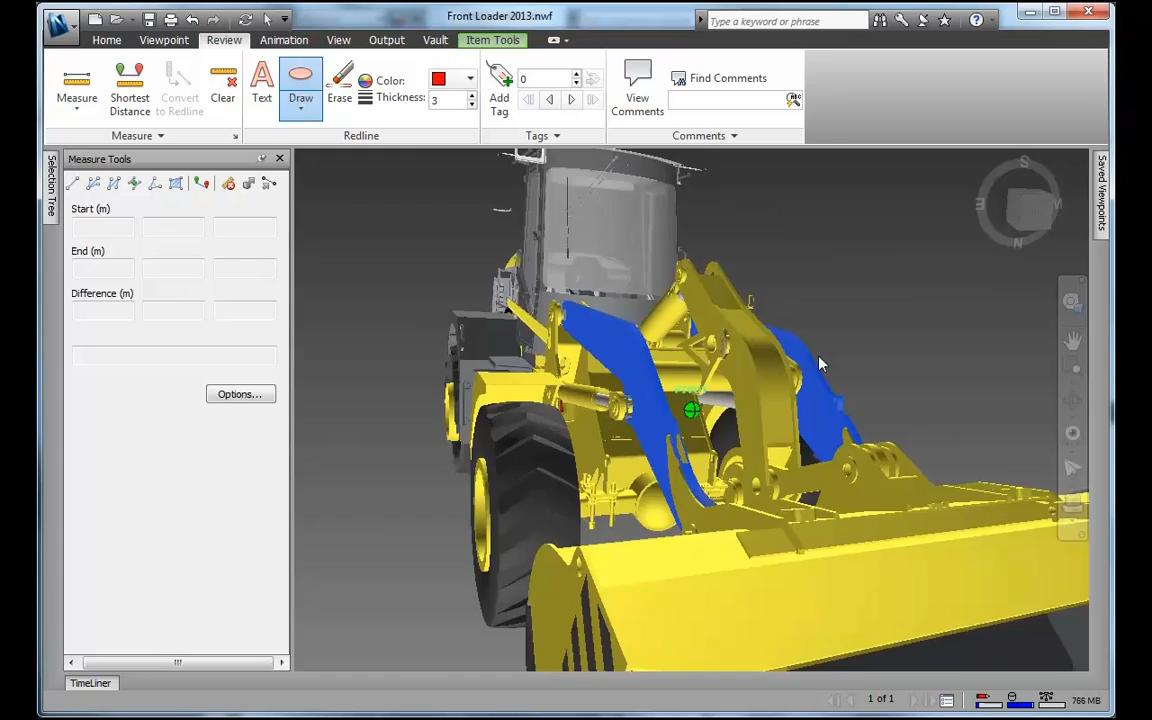 Front Loader 2013.nwf
Type a keyword or phrase
Home Viewpoint Review Animation View Output Vault Item Tools
Measure
Shortest Distance
Convert to Redline
Clear
Text
Draw
Erase
Color:
Thickness: 3
Add Tag
0
View Comments
Find Comments
Measure
Redline
Tags
Comments
Selection Tree
Measure Tools
Start (m)
End (m)
Difference (m)
Options...
Saved Viewpoints
S
E
N
TimeLiner
1 of 1
766 MB